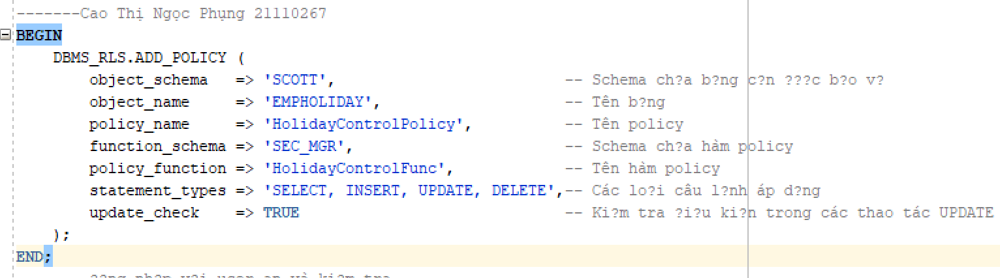 -------Cao Thị Ngọc Phụng 21110267
BEGIN
DBMS_RLS.ADD_POLICY (
object_schema => 'SCOTT', -- Schema ch?a b?ng c?n ???c b?o v?
object_name => 'EMPHOLIDAY', -- Tên b?ng
policy_name => 'HolidayControlPolicy', -- Tên policy
function_schema => 'SEC_MGR', -- Schema ch?a hàm policy
policy_function => 'HolidayControlFunc', -- Tên hàm policy
statement_types => 'SELECT, INSERT, UPDATE, DELETE',-- Các lo?i câu l?nh áp d?ng
update_check => TRUE -- Ki?m tra ?i?u ki?n trong các thao tác UPDATE
);
END;